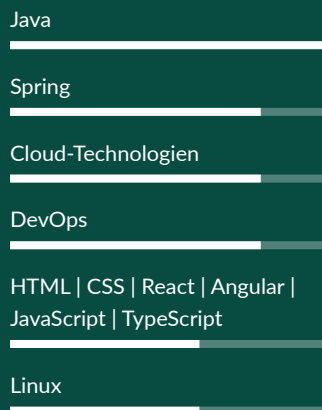 Java
Spring
Cloud-Technologien
DevOps
HTML | CSS | React | Angular |
JavaScript | TypeScript
Linux